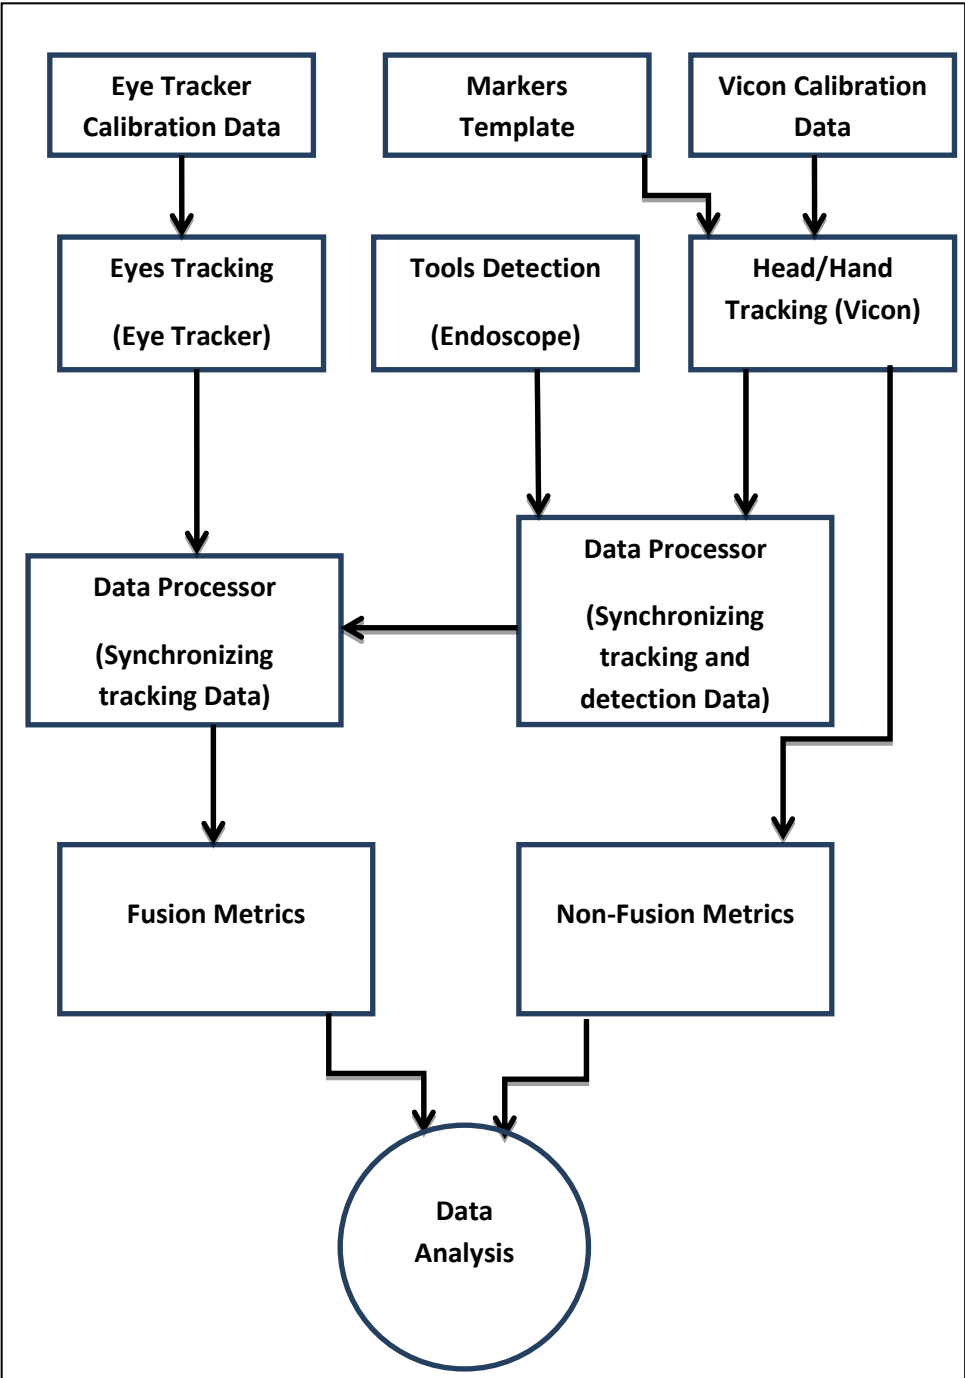 Eye Tracker
Calibration Data
Markers
Template
Vicon Calibration
Data
Eyes Tracking
(Eye Tracker)
Tools Detection
(Endoscope)
Head/Hand
Tracking (Vicon)
Data Processor
(Synchronizing
tracking Data)
Data Processor
(Synchronizing
tracking and
detection Data)
Fusion Metrics
Non-Fusion Metrics
Data
Analysis